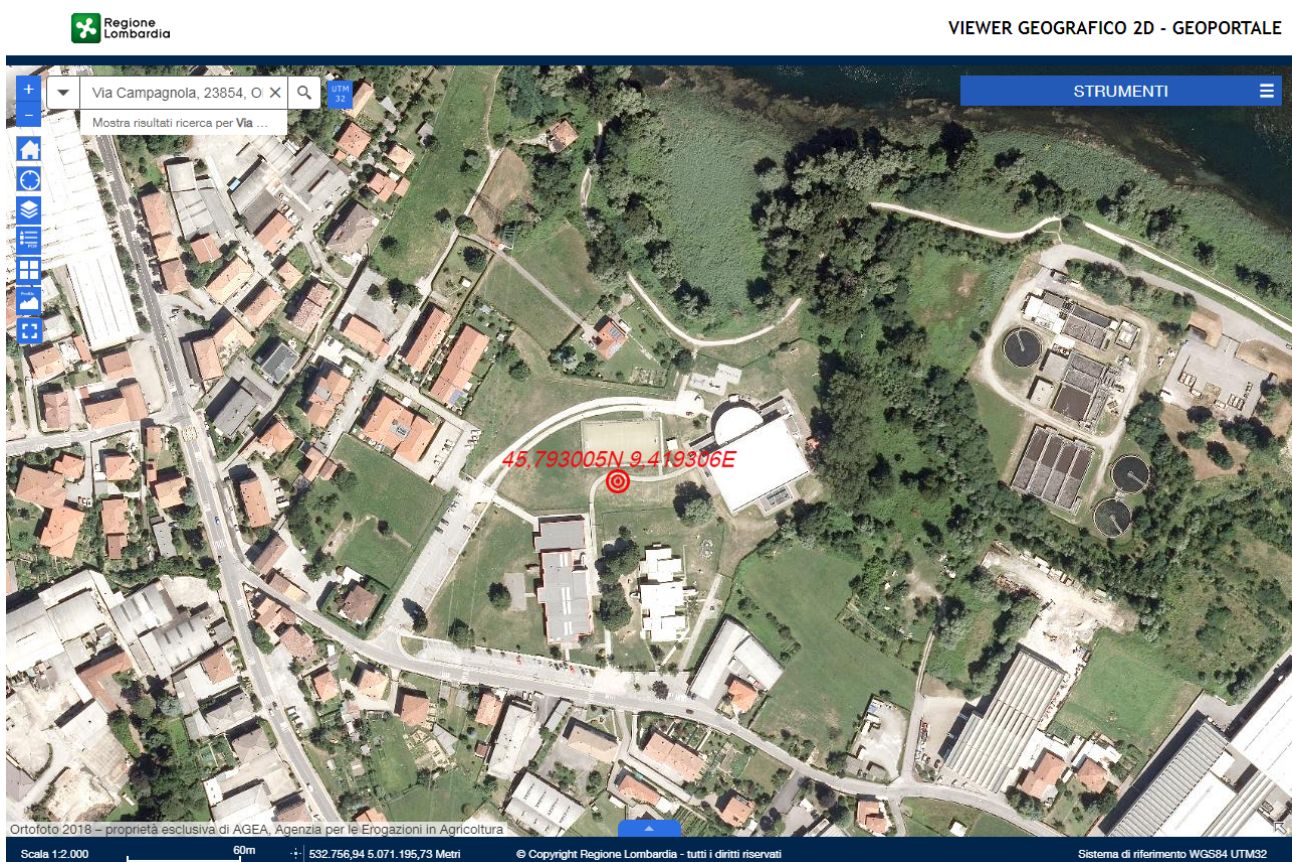 Regione
Lombardia
VIEWER GEOGRAFICO 2D - GEOPORTALE
+
Via Campagnola, 23854, Ol
UTM
32
STRUMENTI
−
Mostra risultati ricerca per Via ...
PDF
Profilo
45,793005N 9,419306E
Ortofoto 2018 – proprietà esclusiva di AGEA, Agenzia per le Erogazioni in Agricoltura
Scala 1:2.000
60m
532.756,94 5.071.195,73 Metri
© Copyright Regione Lombardia - tutti i diritti riservati
Sistema di riferimento WGS84 UTM32